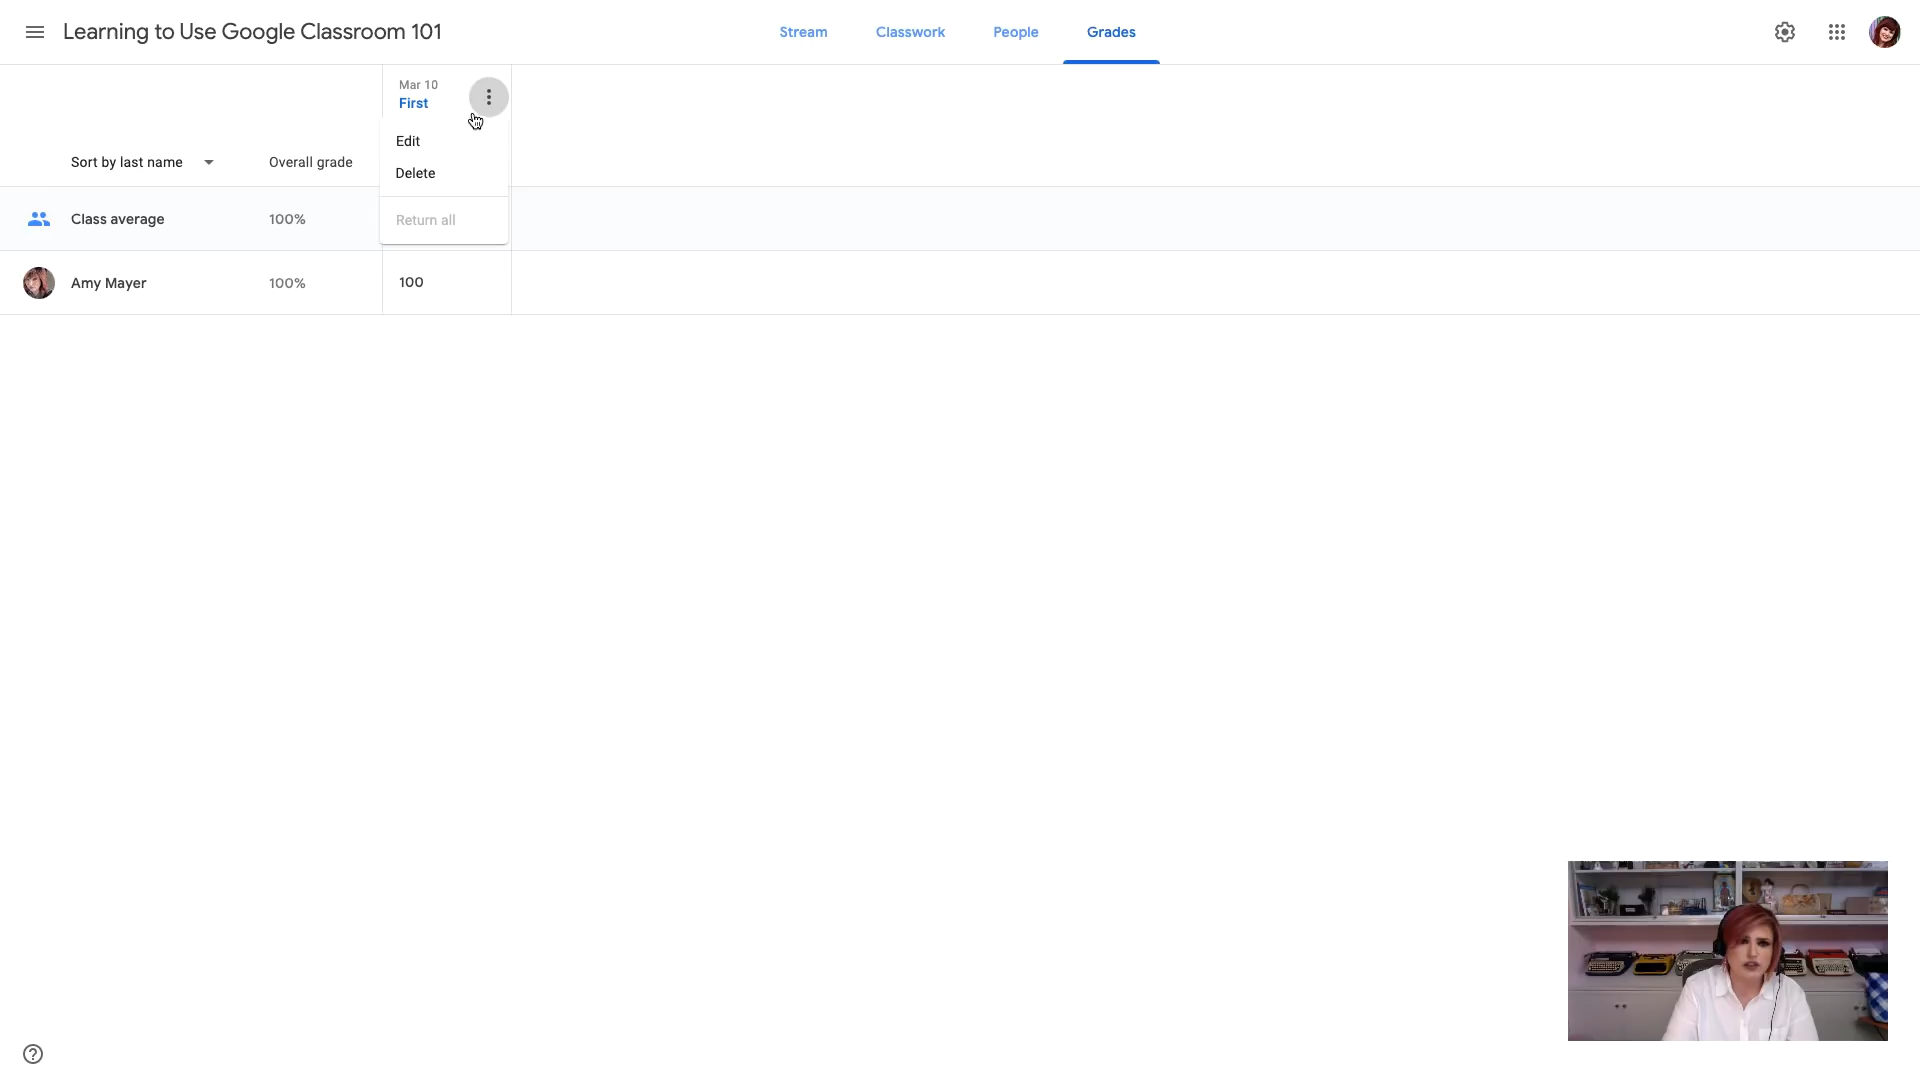 Learning to Use Google Classroom 101
Stream
Classwork
People
Grades
Mar 10
First
Edit
Delete
Return all
Sort by last name
Overall grade
Class average
100%
Amy Mayer
100%
100